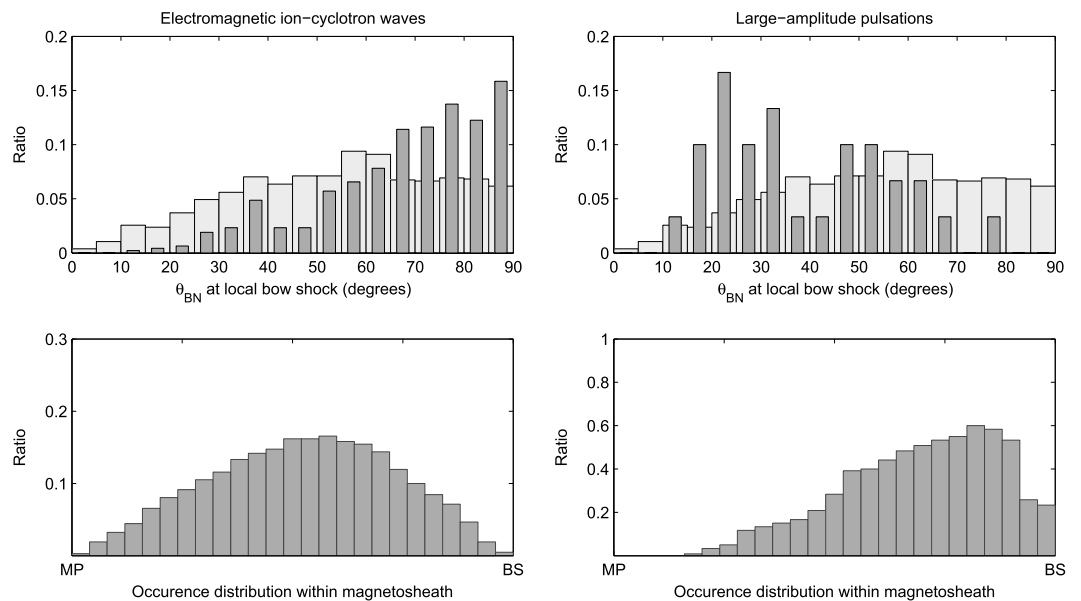 Electromagnetic ion−cyclotron waves
Large−amplitude pulsations
0.2
0.15
0.1
0.05
0
Ratio
0 10 20 30 40 50 60 70 80 90
θBN at local bow shock (degrees)
0.2
0.15
0.1
0.05
0
Ratio
0 10 20 30 40 50 60 70 80 90
θBN at local bow shock (degrees)
0.3
0.2
0.1
Ratio
MP BS
Occurence distribution within magnetosheath
1
0.8
0.6
0.4
0.2
Ratio
MP BS
Occurence distribution within magnetosheath